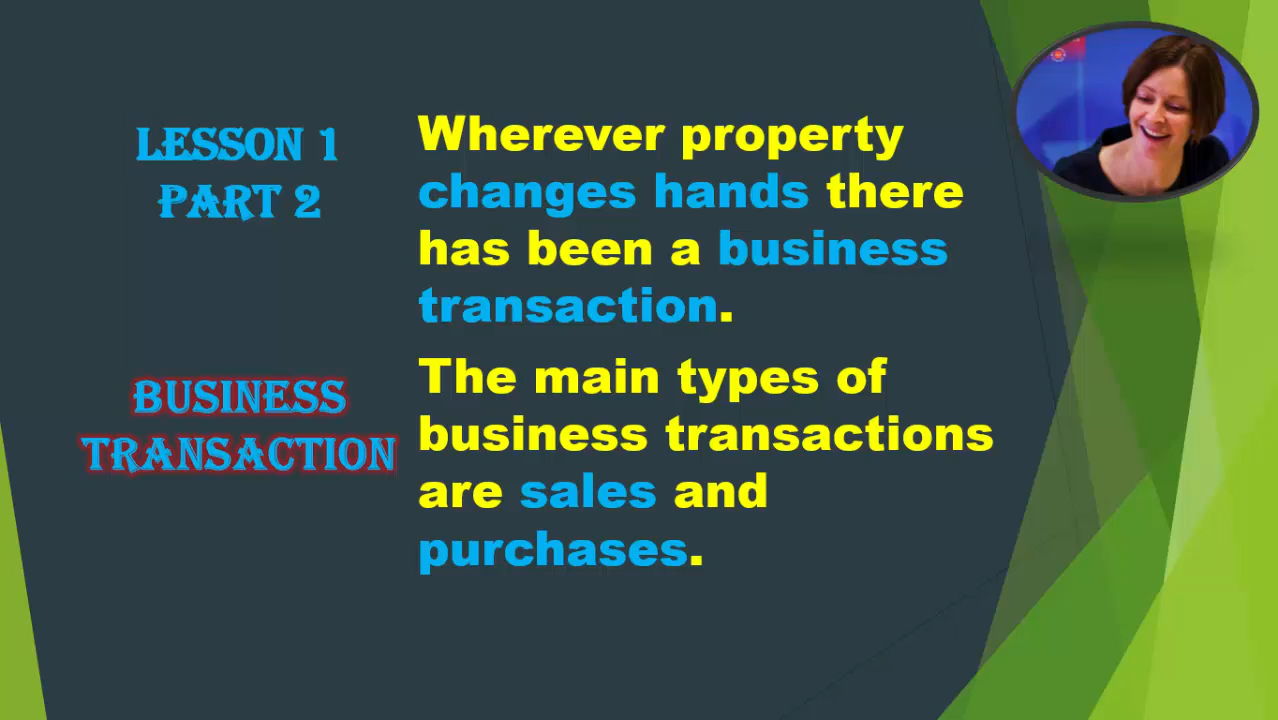 LESSON 1
PART 2
BUSINESS
TRANSACTION
Wherever property
changes hands there
has been a business
transaction.
The main types of
business transactions
are sales and
purchases.